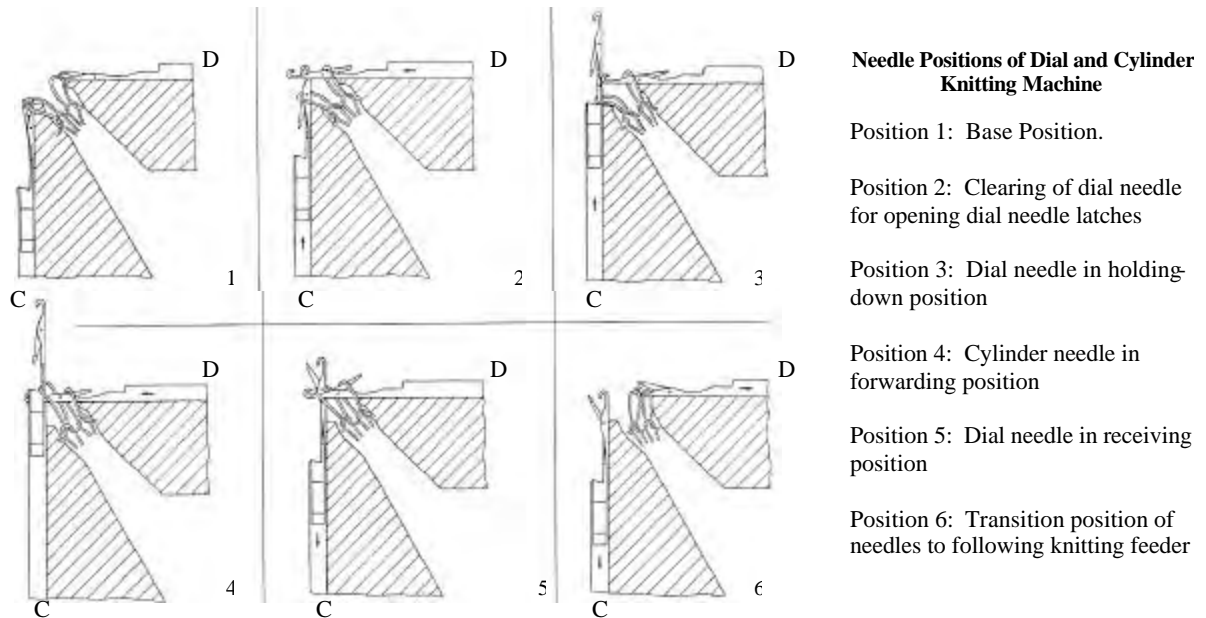 D
D
D
1
2
3
C
C
C
D
D
D
4
5
6
C
C
C
Needle Positions of Dial and Cylinder
Knitting Machine
Position 1: Base Position.
Position 2: Clearing of dial needle
for opening dial needle latches
Position 3: Dial needle in holding-
down position
Position 4: Cylinder needle in
forwarding position
Position 5: Dial needle in receiving
position
Position 6: Transition position of
needles to following knitting feeder